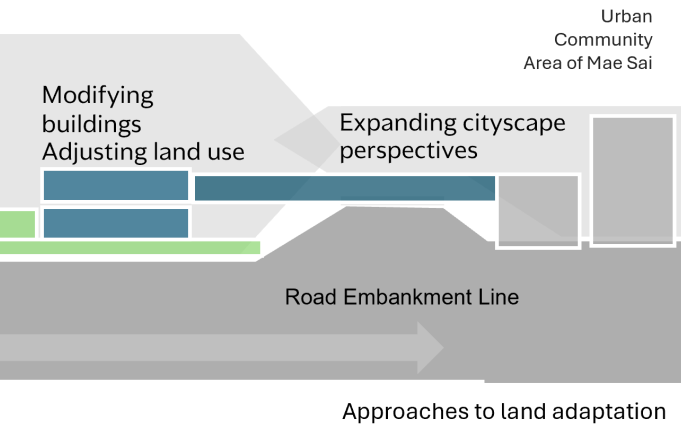 Urban
Community
Area of Mae Sai
Modifying
buildings
Adjusting land use
Expanding cityscape
perspectives
Road Embankment Line
Approaches to land adaptation